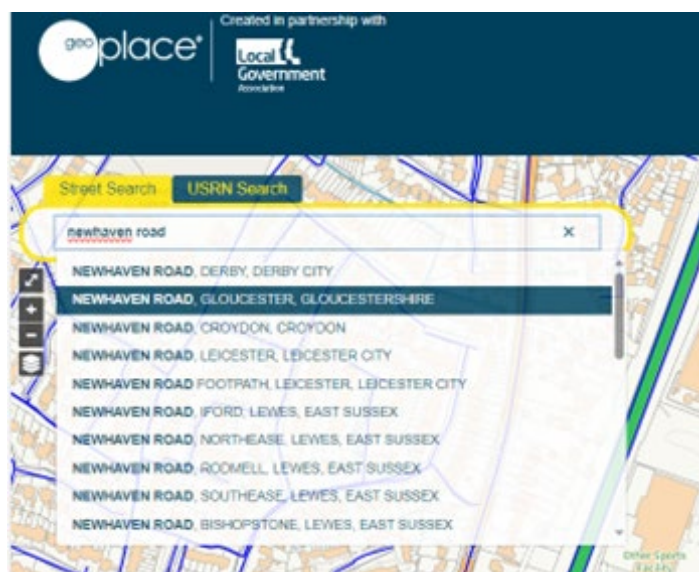 Created in partnership with
geoplace
Local
Government
Association
Street Search
USRN Search
newhaven road
NEWHAVEN ROAD, DERBY, DERBY CITY
NEWHAVEN ROAD, GLOUCESTER, GLOUCESTERSHIRE
NEWHAVEN ROAD, CROYDON, CROYDON
NEWHAVEN ROAD, LEICESTER, LEICESTER CITY
NEWHAVEN ROAD FOOTPATH, LEICESTER, LEICESTER CITY
NEWHAVEN ROAD, IFORD, LEWES, EAST SUSSEX
NEWHAVEN ROAD, NORTHEASE, LEWES, EAST SUSSEX
NEWHAVEN ROAD, RODMELL, LEWES, EAST SUSSEX
NEWHAVEN ROAD, SOUTHEASE, LEWES, EAST SUSSEX
NEWHAVEN ROAD, BISHOPSTONE, LEWES, EAST SUSSEX
Other Sports
Facility